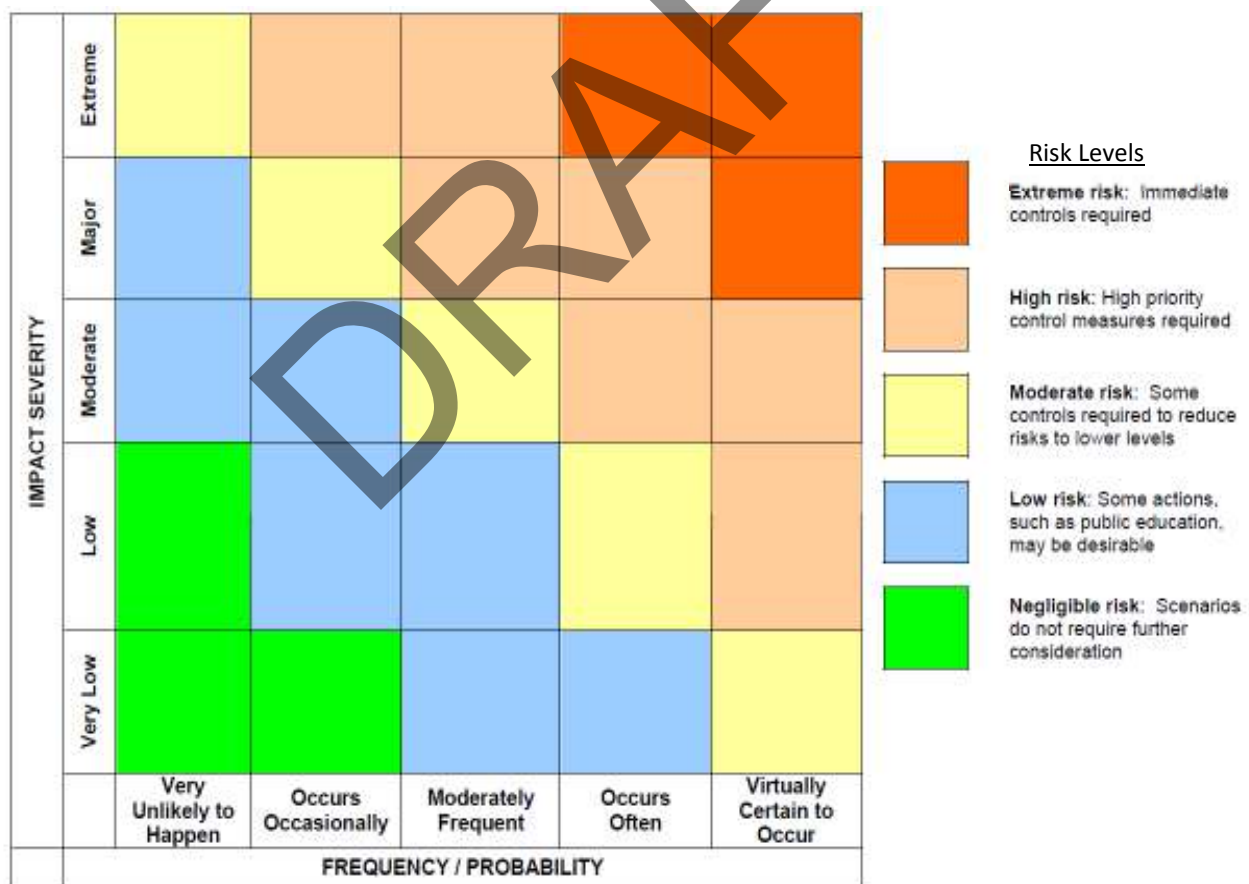 IMPACT SEVERITY
Extreme
Major
Moderate
Low
Very Low
Very
Unlikely to
Happen
Occurs
Occasionally
Moderately
Frequent
Occurs
Often
Virtually
Certain to
Occur
FREQUENCY / PROBABILITY
Risk Levels
Extreme risk: Immediate
controls required
High risk: High priority
control measures required
Moderate risk: Some
controls required to reduce
risks to lower levels
Low risk: Some actions,
such as public education,
may be desirable
Negligible risk: Scenarios
do not require further
consideration